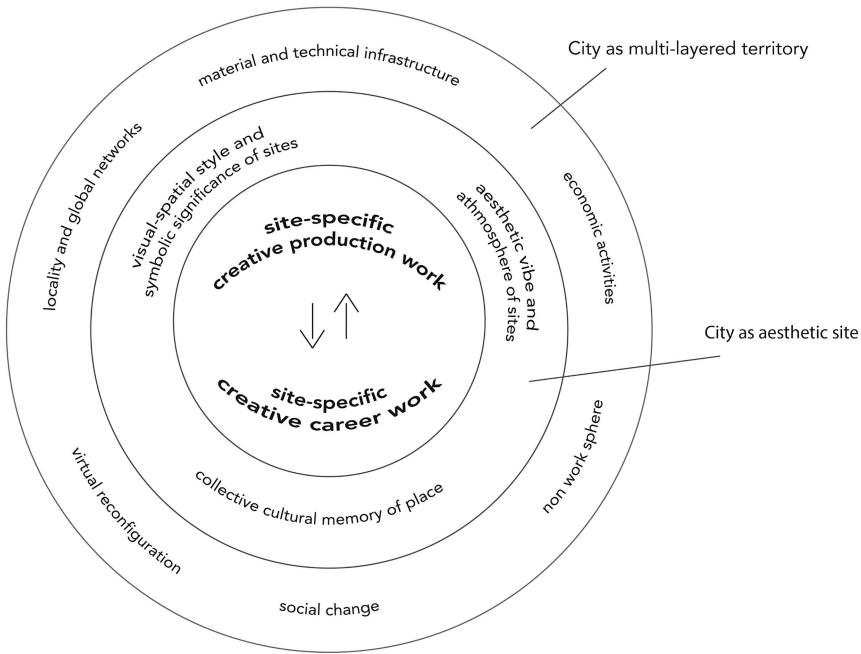 material and technical infrastructure
City as multi-layered territory
locality and global networks
visual-spatial style and
symbolic significance of sites
aesthetic vibe and
athmosphere of sites
economic activities
site-specific
creative production work
City as aesthetic site
site-specific
creative career work
non work sphere
collective cultural memory of place
virtual reconfiguration
social change